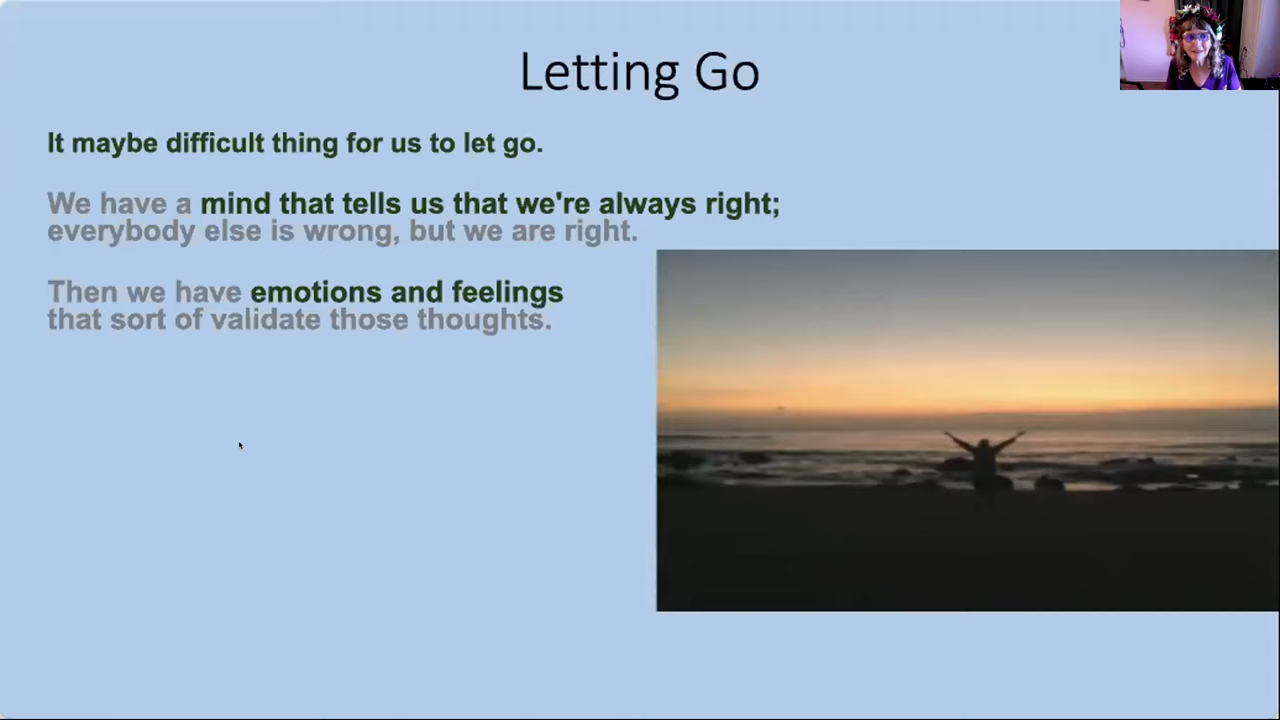 Letting Go
It maybe difficult thing for us to let go.
We have a mind that tells us that we're always right;
everybody else is wrong, but we are right.
Then we have emotions and feelings
that sort of validate those thoughts.